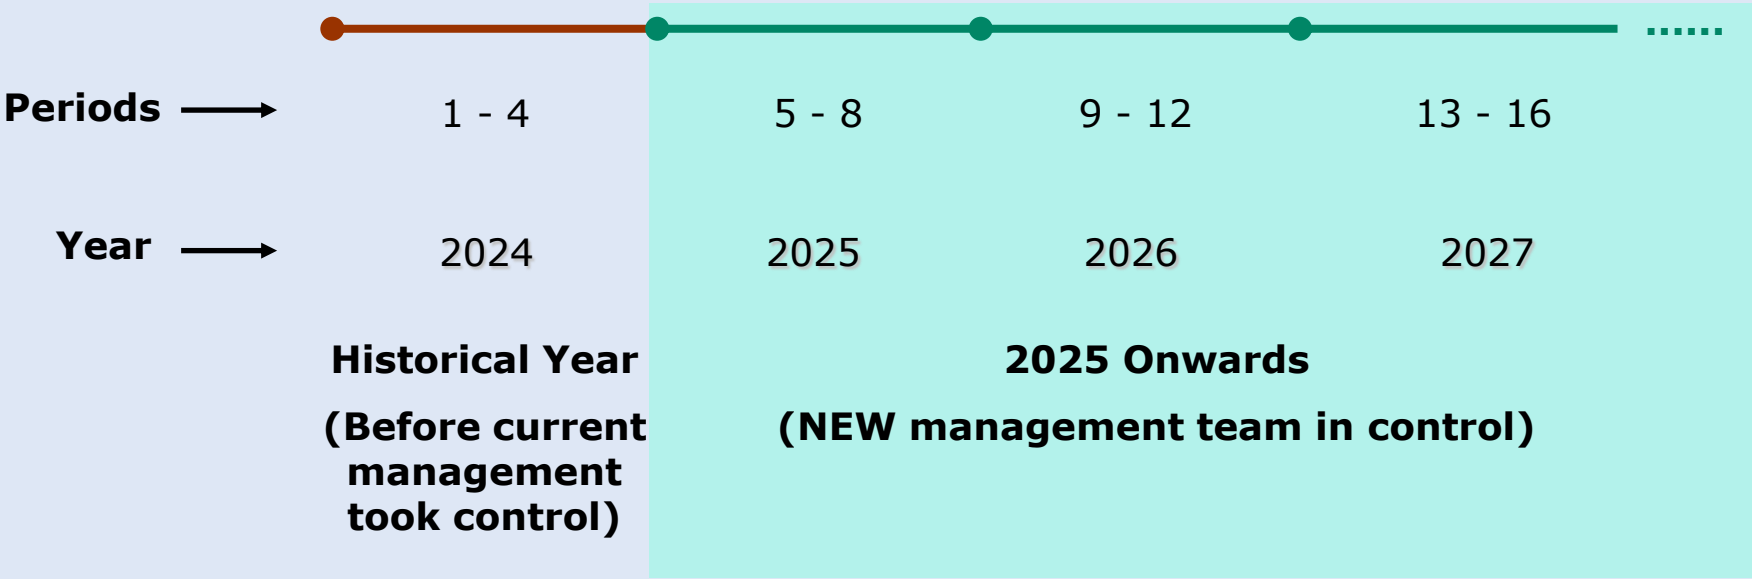 Periods 1 - 4 5 - 8 9 - 12 13 - 16
Year 2024 2025 2026 2027
Historical Year
(Before current
management
took control)
2025 Onwards
(NEW management team in control)